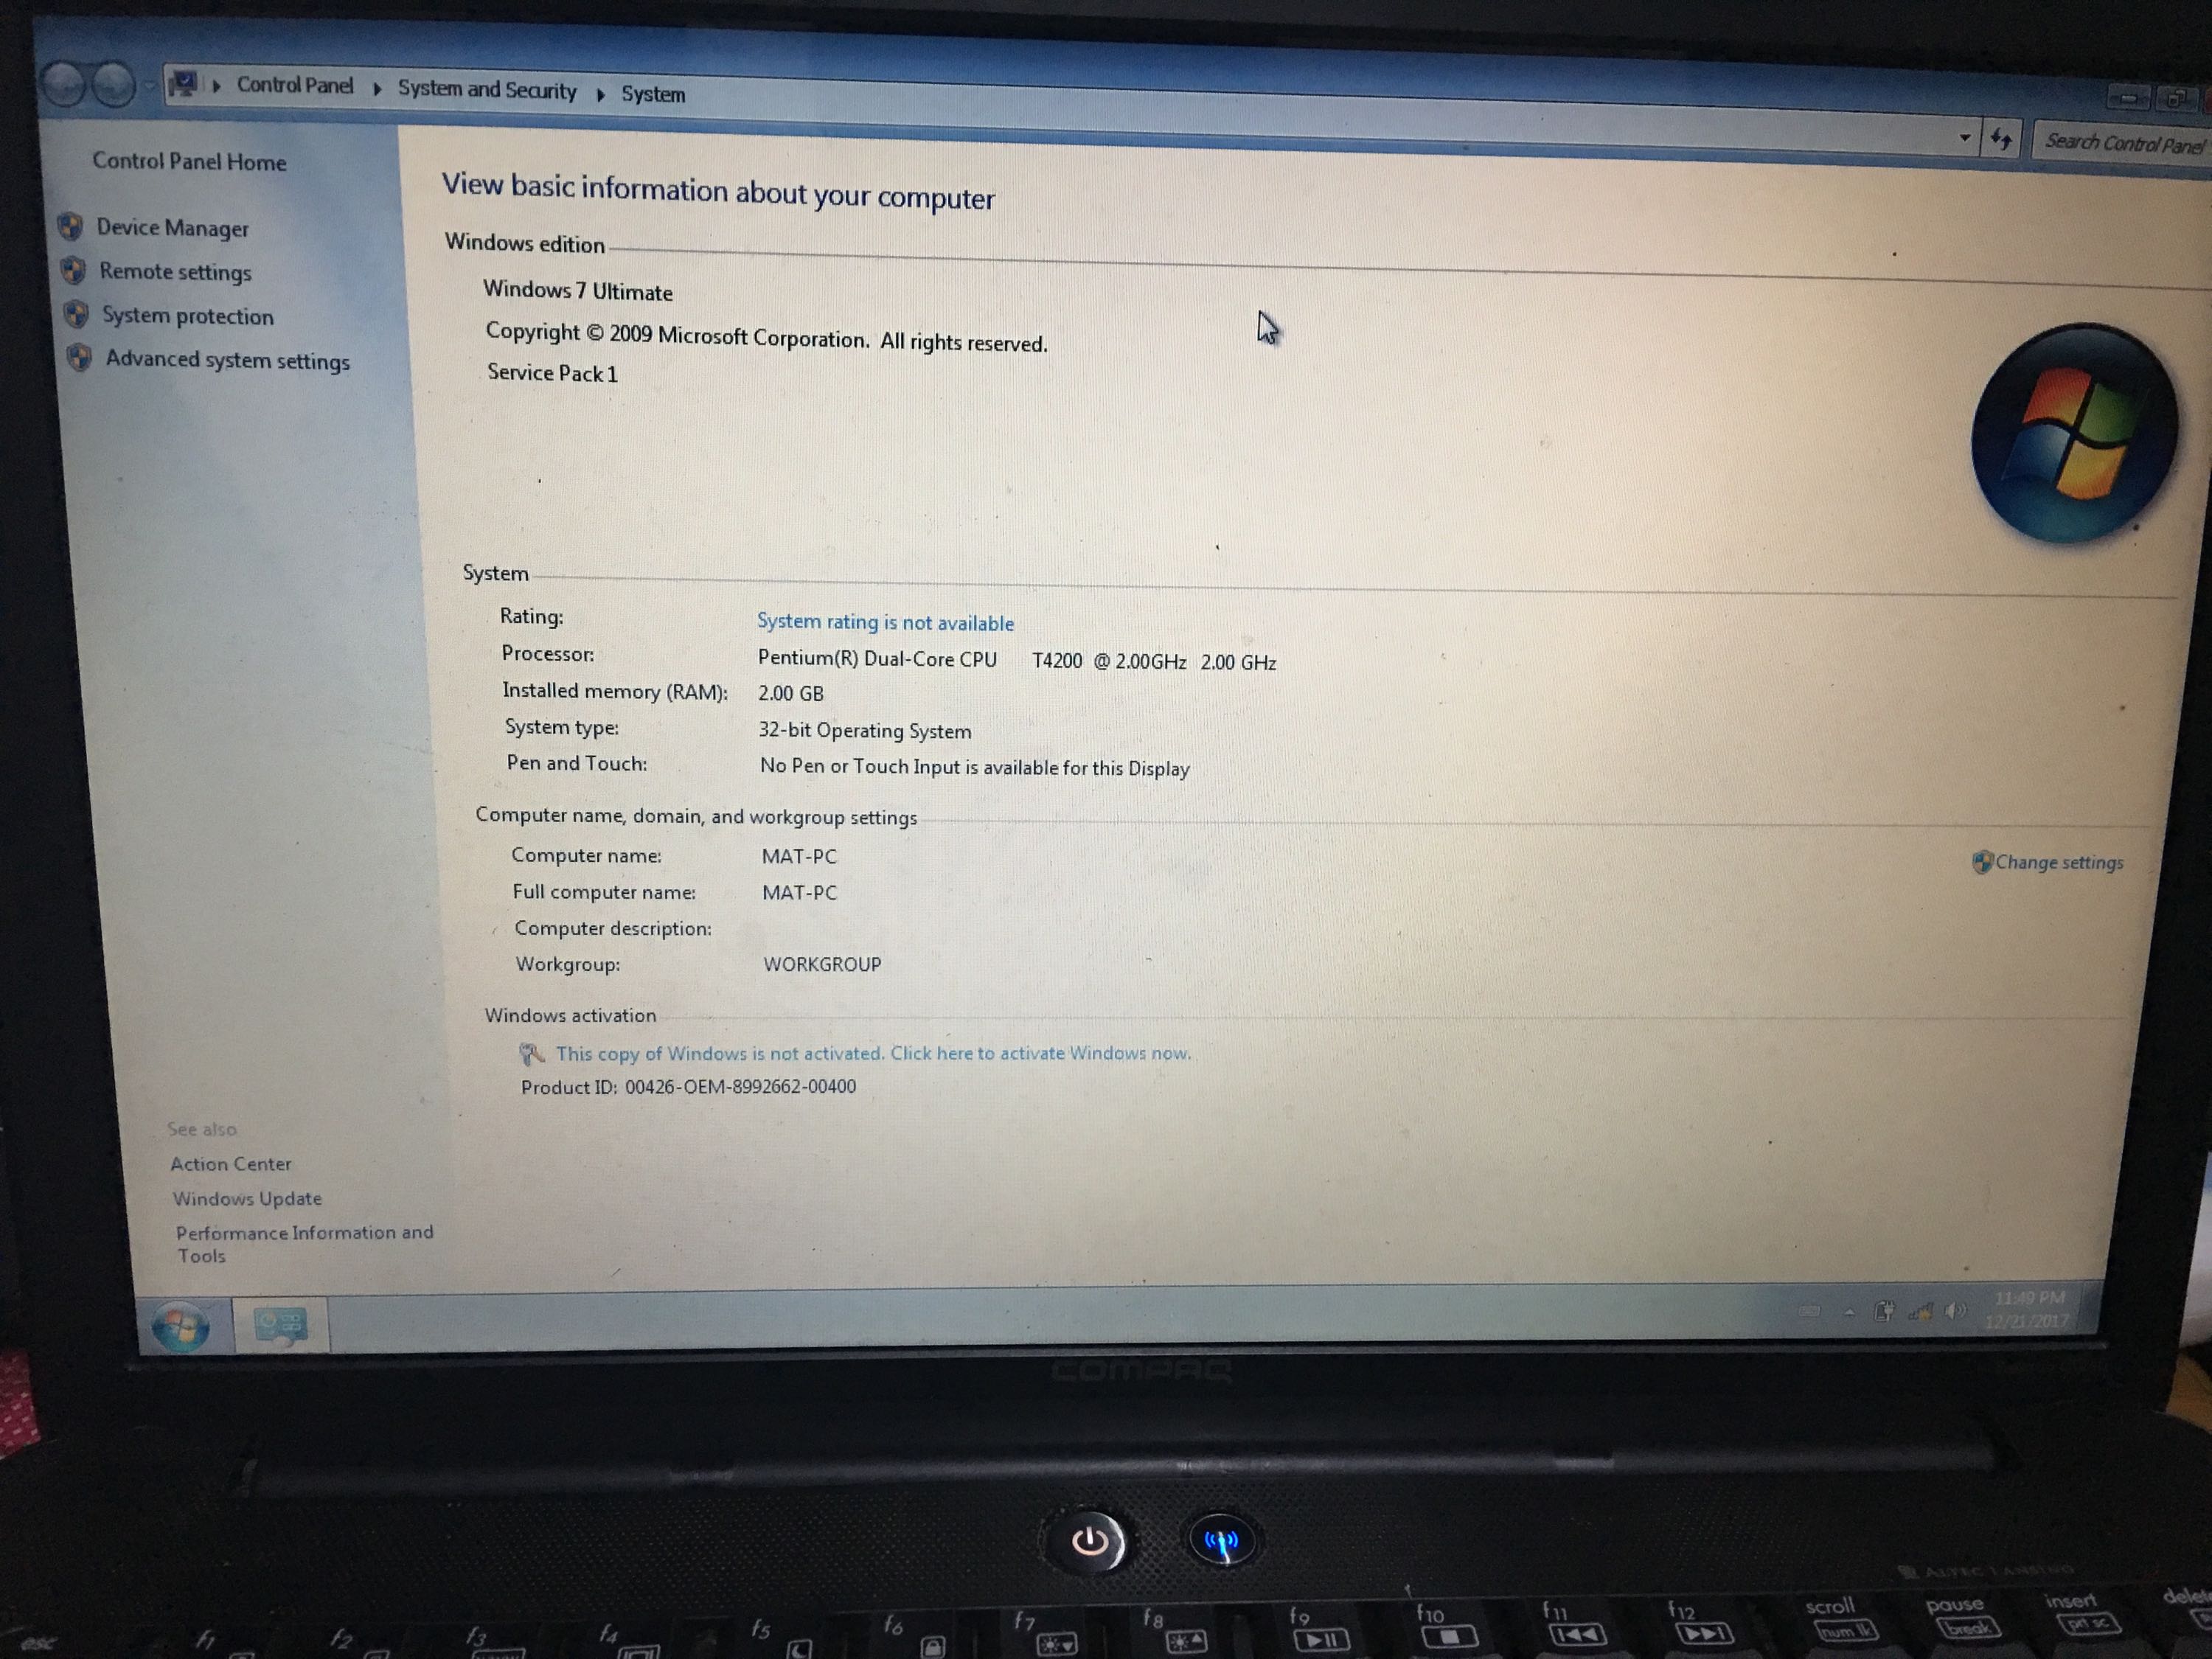 Control Panel ▸ System and Security ▸ System
Search Control Panel
Control Panel Home
Device Manager
Remote settings
System protection
Advanced system settings
View basic information about your computer
Windows edition
Windows 7 Ultimate
Copyright © 2009 Microsoft Corporation. All rights reserved.
Service Pack 1
System
Rating: System rating is not available
Processor: Pentium(R) Dual-Core CPU T4200 @ 2.00GHz 2.00 GHz
Installed memory (RAM): 2.00 GB
System type: 32-bit Operating System
Pen and Touch: No Pen or Touch Input is available for this Display
Computer name, domain, and workgroup settings
Computer name: MAT-PC
Change settings
Full computer name: MAT-PC
Computer description:
Workgroup: WORKGROUP
Windows activation
This copy of Windows is not activated. Click here to activate Windows now.
Product ID: 00426-OEM-8992662-00400
See also
Action Center
Windows Update
Performance Information and
Tools
11:49 PM
12/21/2017
COMPAQ
ALTEC LANSING
esc f1 f2 f3 f4 f5 f6 f7 f8 f9 f10 f11 f12 scroll pause insert delete
num lk break prt sc